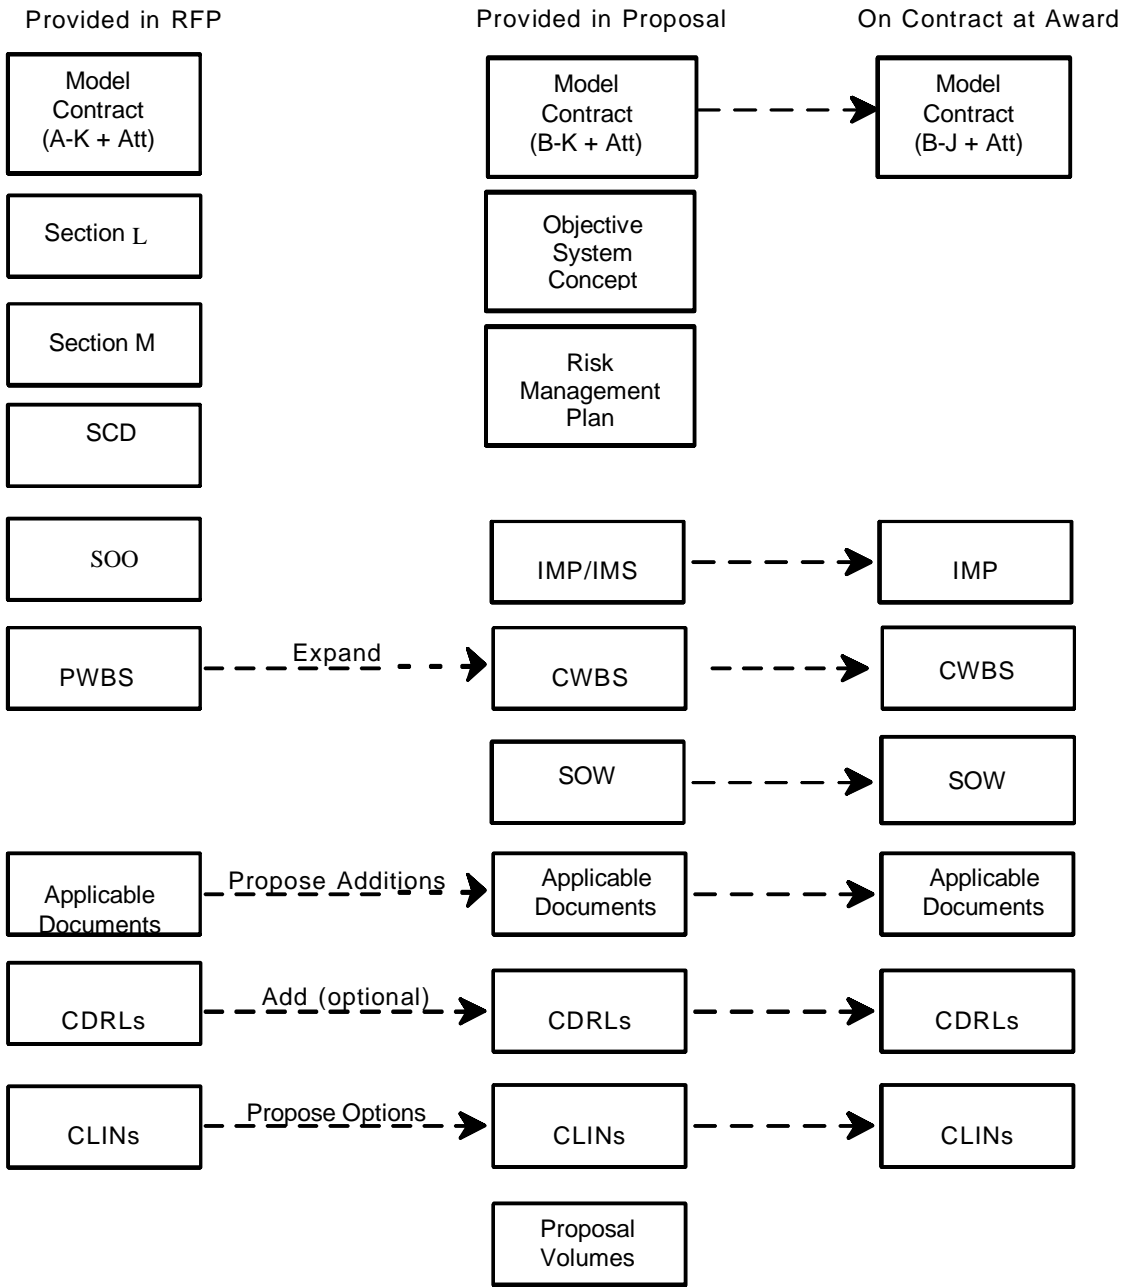 Provided in RFP
Provided in Proposal
On Contract at Award
Model
Contract
(A-K + Att)
Model
Contract
(B-K + Att)
Model
Contract
(B-J + Att)
Section L
Objective
System
Concept
Section M
Risk
Management
Plan
SCD
SOO
IMP/IMS
IMP
PWBS
Expand
CWBS
CWBS
SOW
SOW
Applicable
Documents
Propose Additions
Applicable
Documents
Applicable
Documents
CDRLs
Add (optional)
CDRLs
CDRLs
CLINs
Propose Options
CLINs
CLINs
Proposal
Volumes